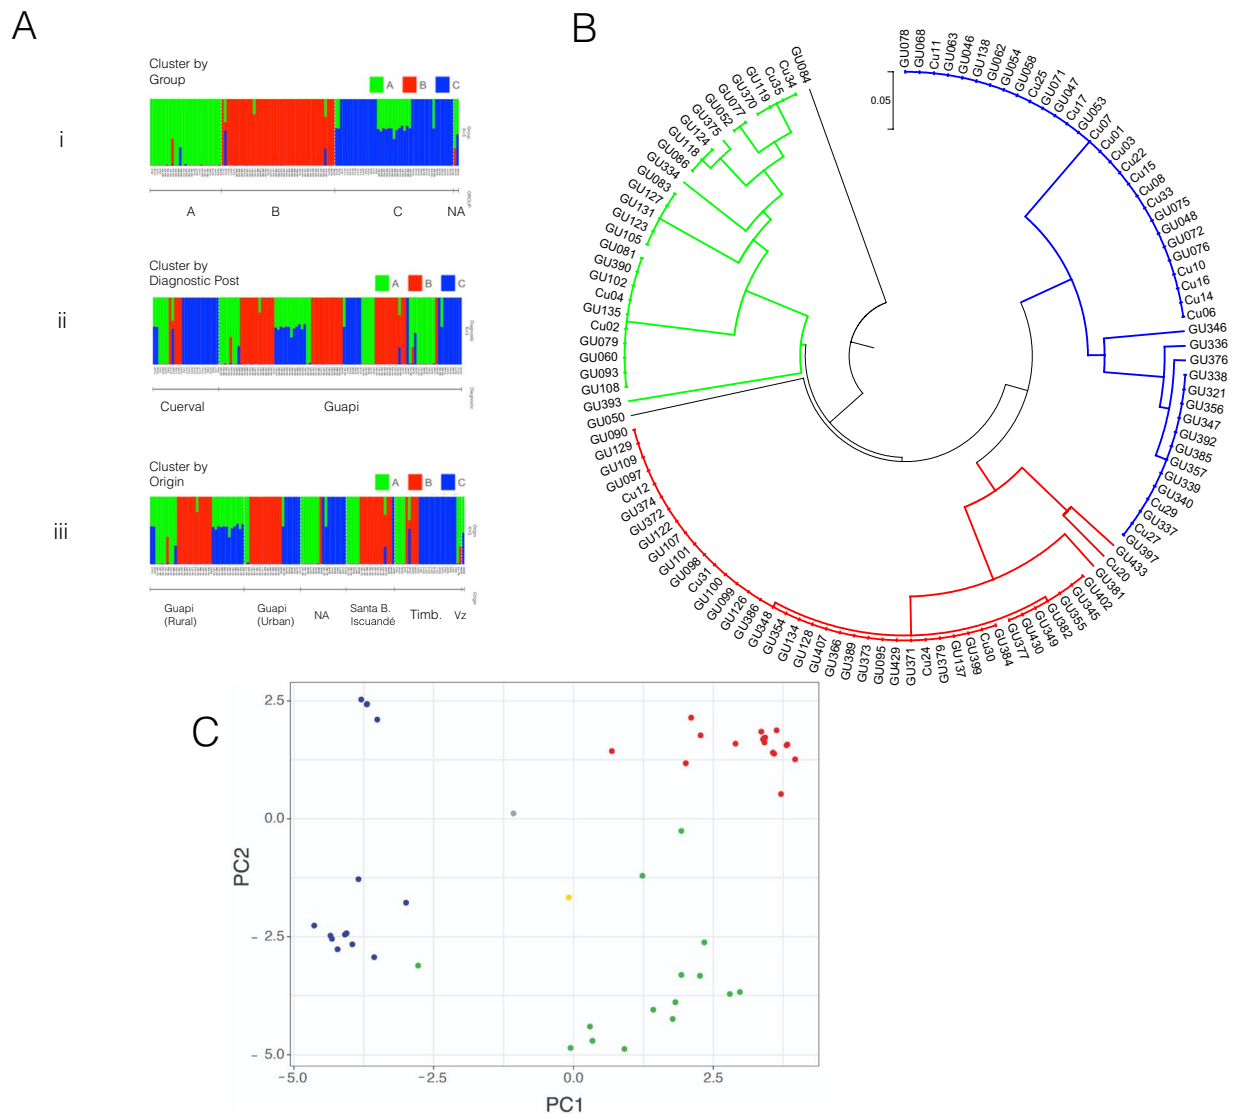 A
B
Cluster by
Group
A B C
i
A B C NA
Cluster by
Diagnostic Post
A B C
ii
Cuerval Guapi
Cluster by
Origin
A B C
iii
Guapi
(Rural)
Guapi
(Urban)
NA
Santa B.
Iscuandé
Timb.
Vz
0.05
GU078
GU068
Cu11
GU063
GU046
GU138
GU062
GU054
GU058
Cu25
GU071
GU047
Cu17
GU053
Cu07
Cu01
Cu03
Cu22
Cu15
Cu08
Cu33
GU075
GU048
GU072
GU076
Cu10
Cu16
Cu14
Cu06
GU346
GU336
GU376
GU338
GU321
GU356
GU347
GU392
GU385
GU357
GU339
GU340
Cu29
GU337
Cu27
GU397
GU433
Cu20
GU381
GU402
GU345
GU355
GU382
GU349
GU430
GU377
GU384
Cu30
GU399
GU137
GU379
Cu24
GU371
GU429
GU095
GU373
GU389
GU366
GU407
GU128
GU134
GU354
GU348
GU386
GU126
GU099
GU100
Cu31
GU098
GU101
GU107
GU122
GU372
GU374
Cu12
GU097
GU109
GU129
GU090
GU050
GU393
GU108
GU093
GU060
GU079
Cu02
GU135
Cu04
GU102
GU390
GU081
GU105
GU123
GU131
GU127
GU083
GU334
GU086
GU118
GU124
GU375
GU052
GU077
GU370
GU119
Cu35
Cu34
GU084
C
2.5
0.0
- 2.5
- 5.0
PC2
-5.0 -2.5 0.0 2.5
PC1